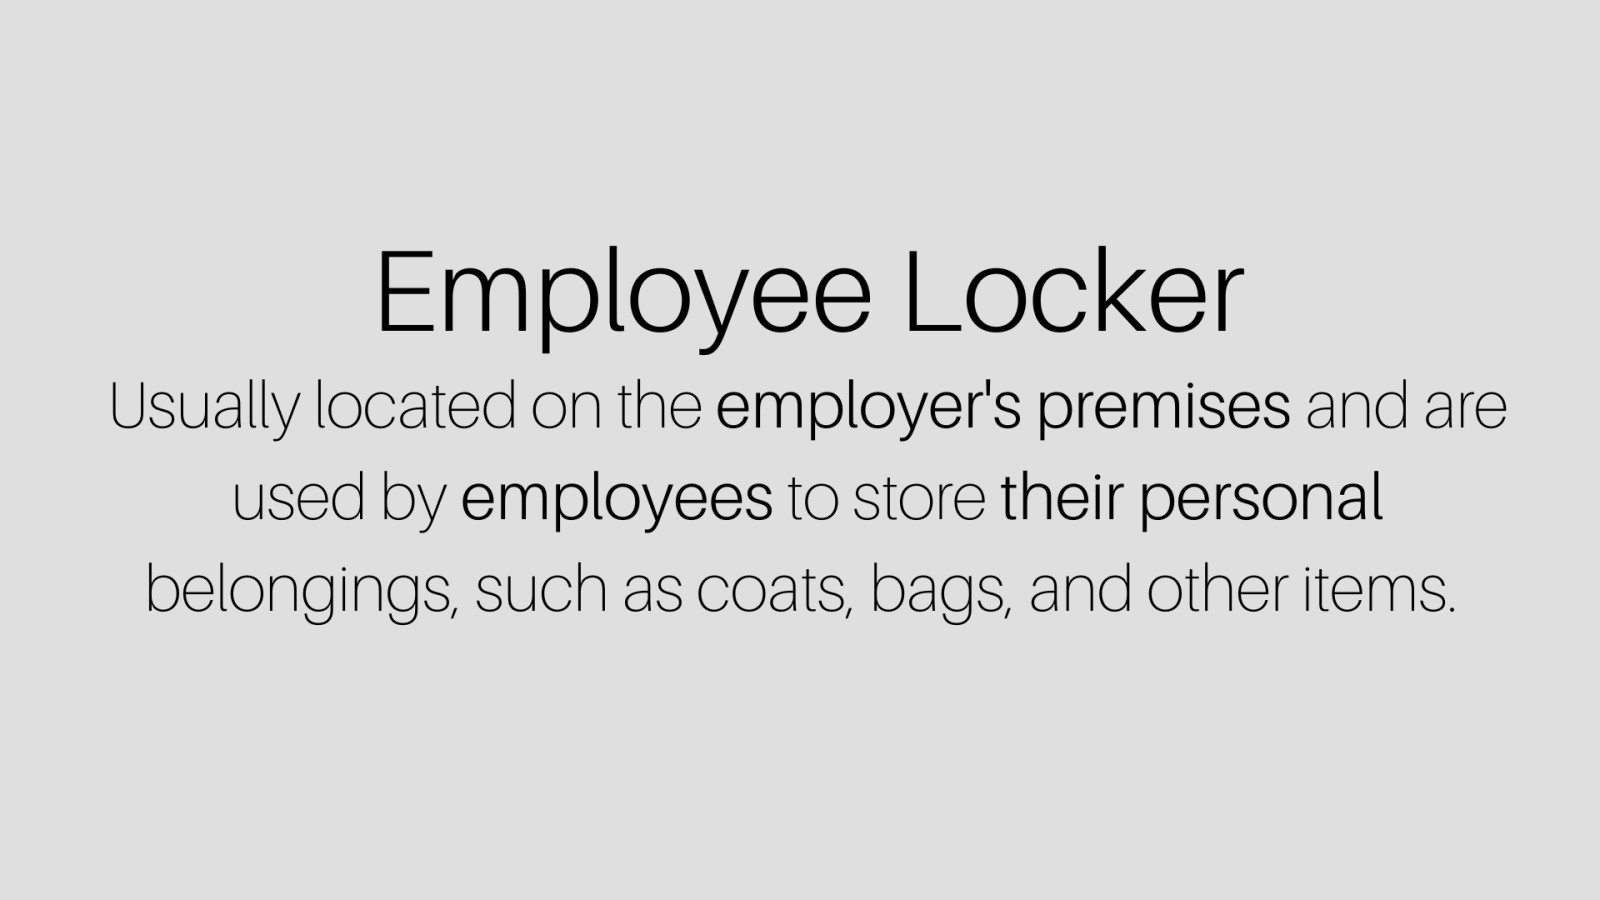 Employee Locker
Usually located on the employer's premises and are
used by employees to store their personal
belongings, such as coats, bags, and other items.